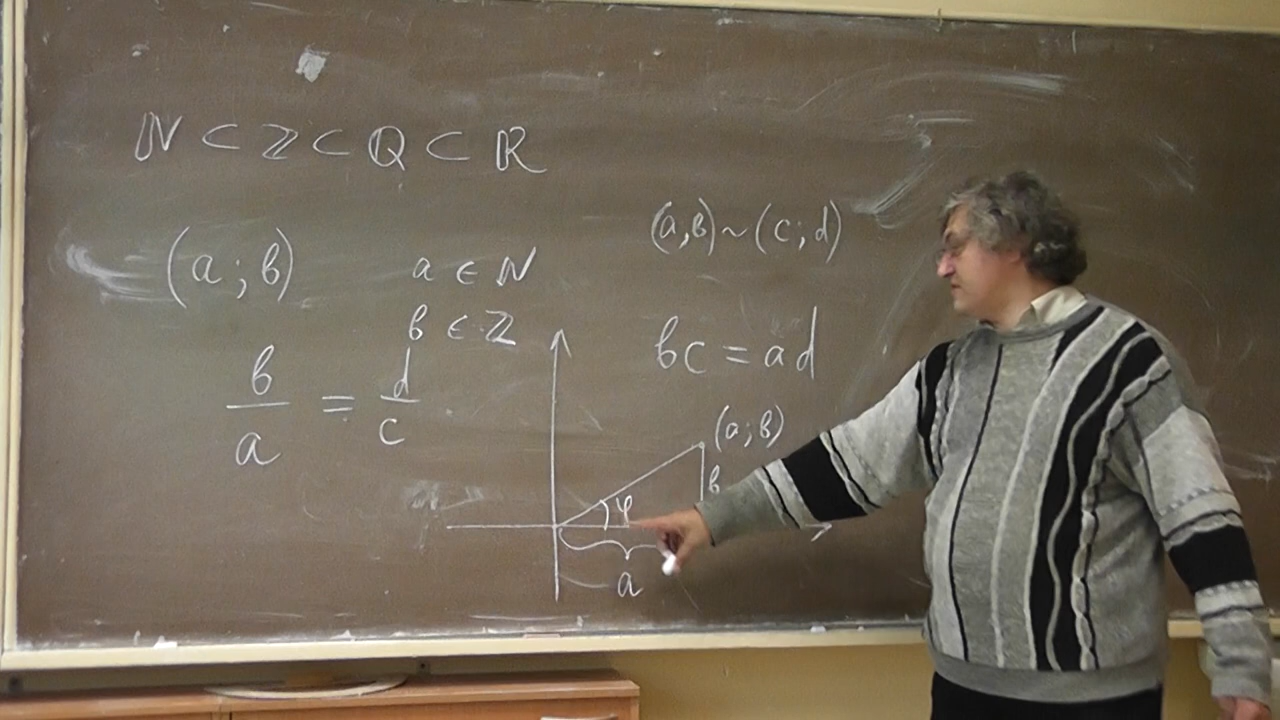 ℕ ⊂ ℤ ⊂ ℚ ⊂ ℝ
(a; b)
a ∈ ℕ
b ∈ ℤ
b/a = d/c
(a,b) ~ (c; d)
bc = ad
(a; b)
b
φ
a